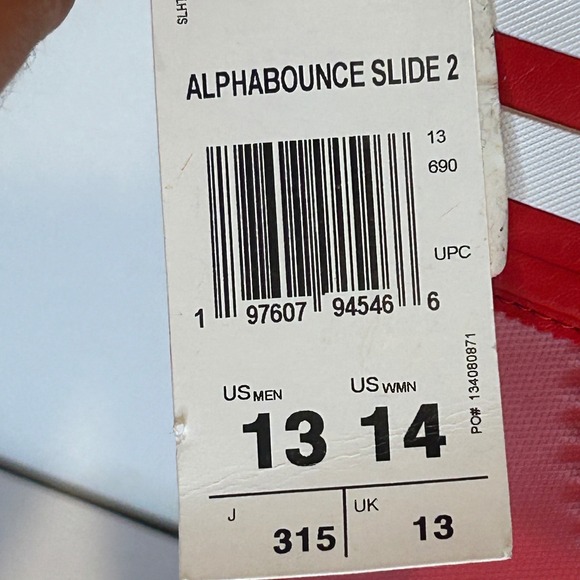 SLHT
ALPHABOUNCE SLIDE 2
13
690
UPC
1 97607 94546 6
PO# 134080871
US MEN US WMN
13 14
J UK
315 13